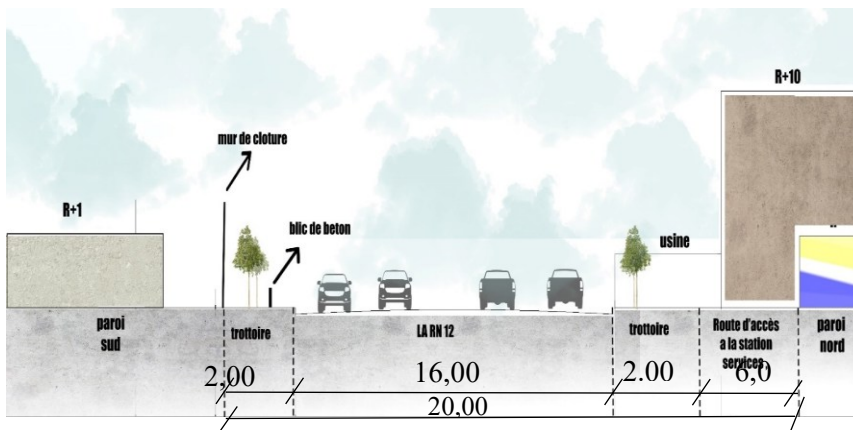 R+10
mur de cloture
R+1
blic de beton
usine
paroi
sud
trottoire
LA RN 12
trottoire
Route d'accès
a la station
services
paroi
nord
2,00
16,00
2.00
6,0
20,00